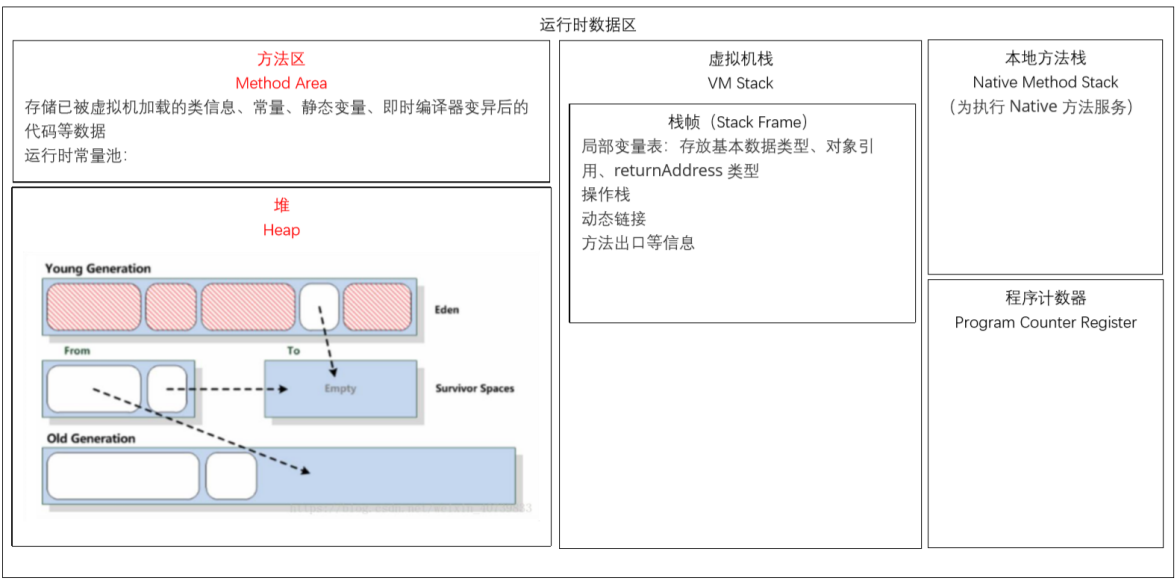 运行时数据区
方法区
Method Area
存储已被虚拟机加载的类信息、常量、静态变量、即时编译器变异后的
代码等数据
运行时常量池：
堆
Heap
Young Generation
Eden
From
To
Empty
Survivor Spaces
Old Generation
虚拟机栈
VM Stack
栈帧（Stack Frame）
局部变量表：存放基本数据类型、对象引
用、returnAddress 类型
操作栈
动态链接
方法出口等信息
本地方法栈
Native Method Stack
（为执行 Native 方法服务）
程序计数器
Program Counter Register